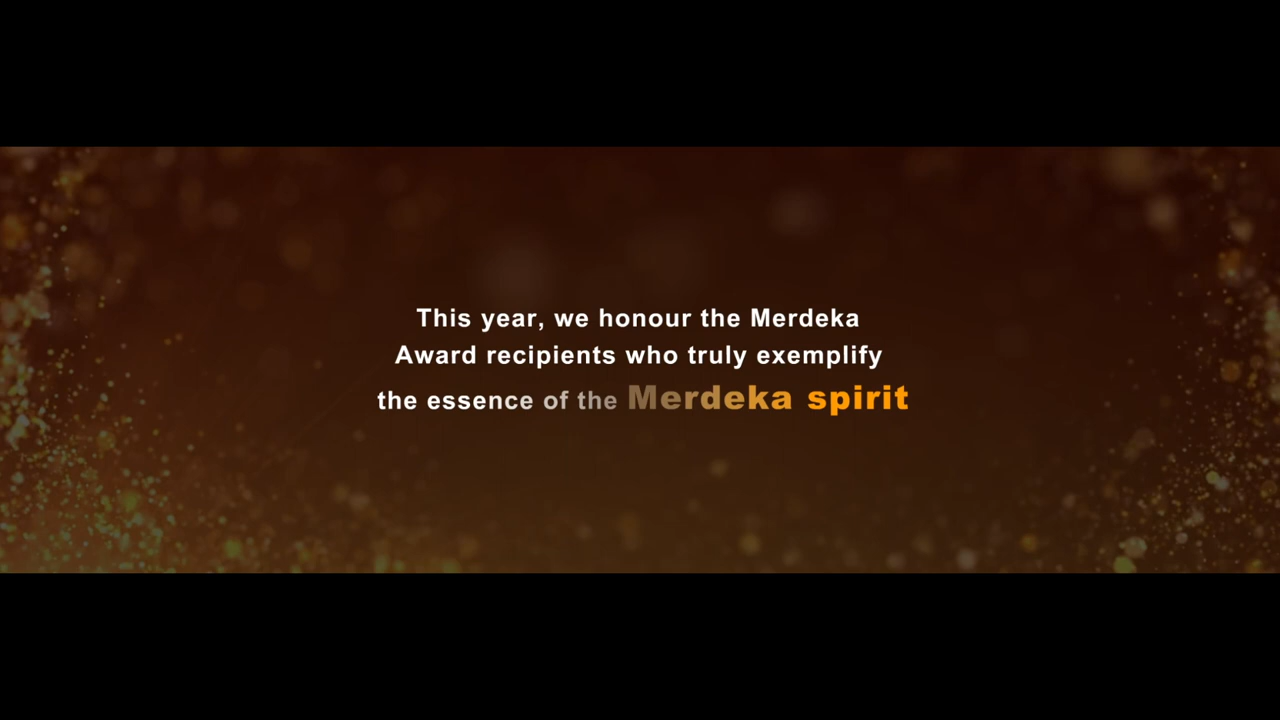 This year, we honour the Merdeka
Award recipients who truly exemplify
the essence of the Merdeka spirit